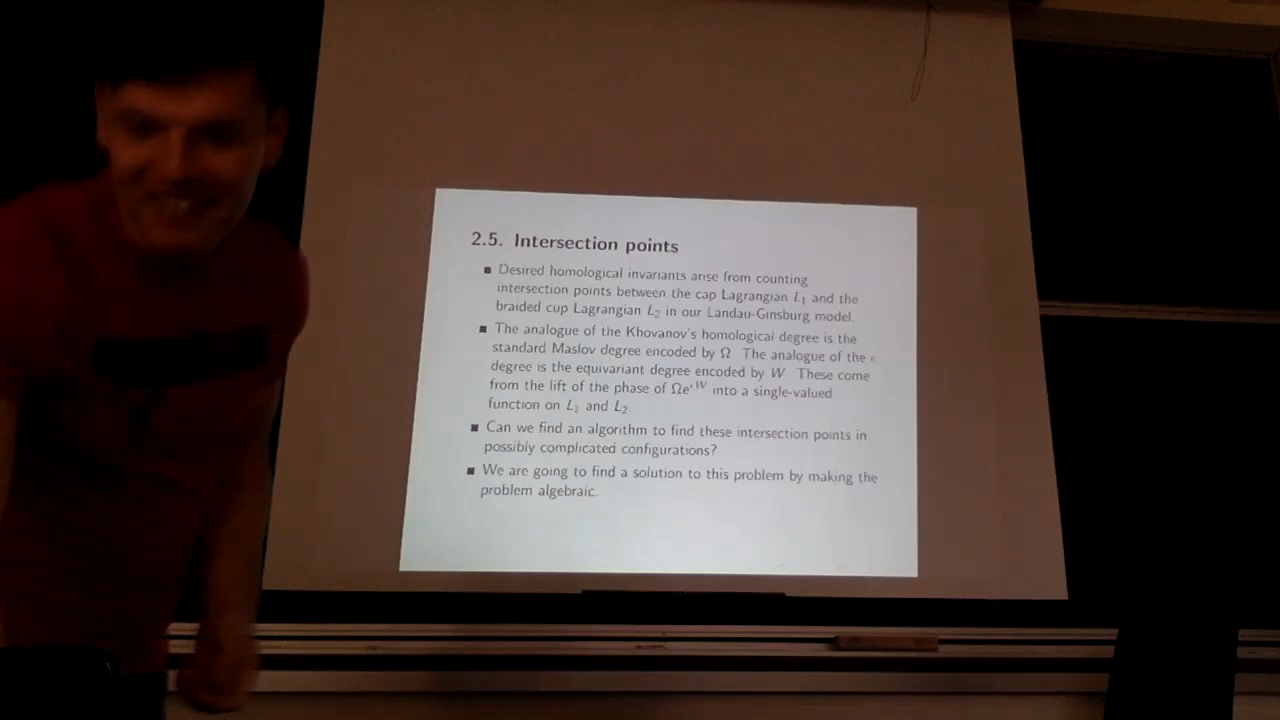 2.5. Intersection points
Desired homological invariants arise from counting
intersection points between the cap Lagrangian L₁ and the
braided cup Lagrangian L₂ in our Landau-Ginsburg model.
The analogue of the Khovanov's homological degree is the
standard Maslov degree encoded by Ω The analogue of the
degree is the equivariant degree encoded by W These come
from the lift of the phase of Ωe^{rW} into a single-valued
function on L₁ and L₂
Can we find an algorithm to find these intersection points in
possibly complicated configurations?
We are going to find a solution to this problem by making the
problem algebraic.